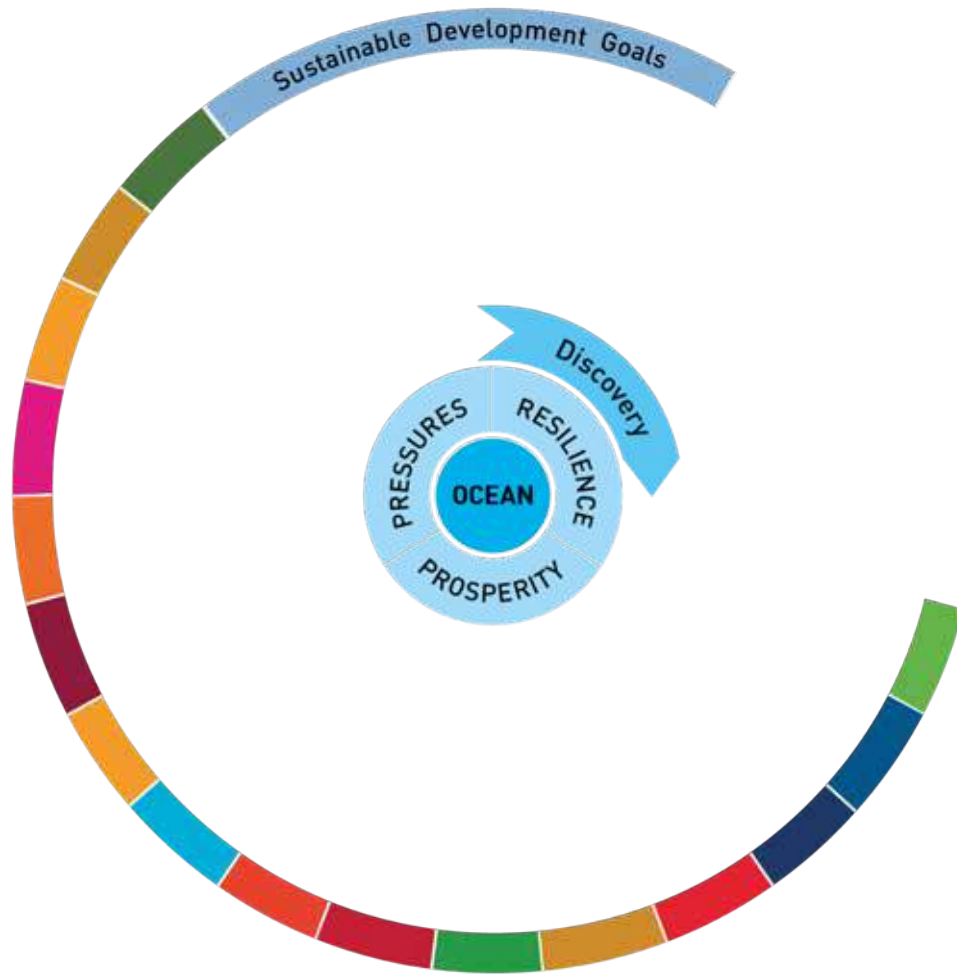 Sustainable Development Goals
Discovery
PRESSURES
RESILIENCE
OCEAN
PROSPERITY